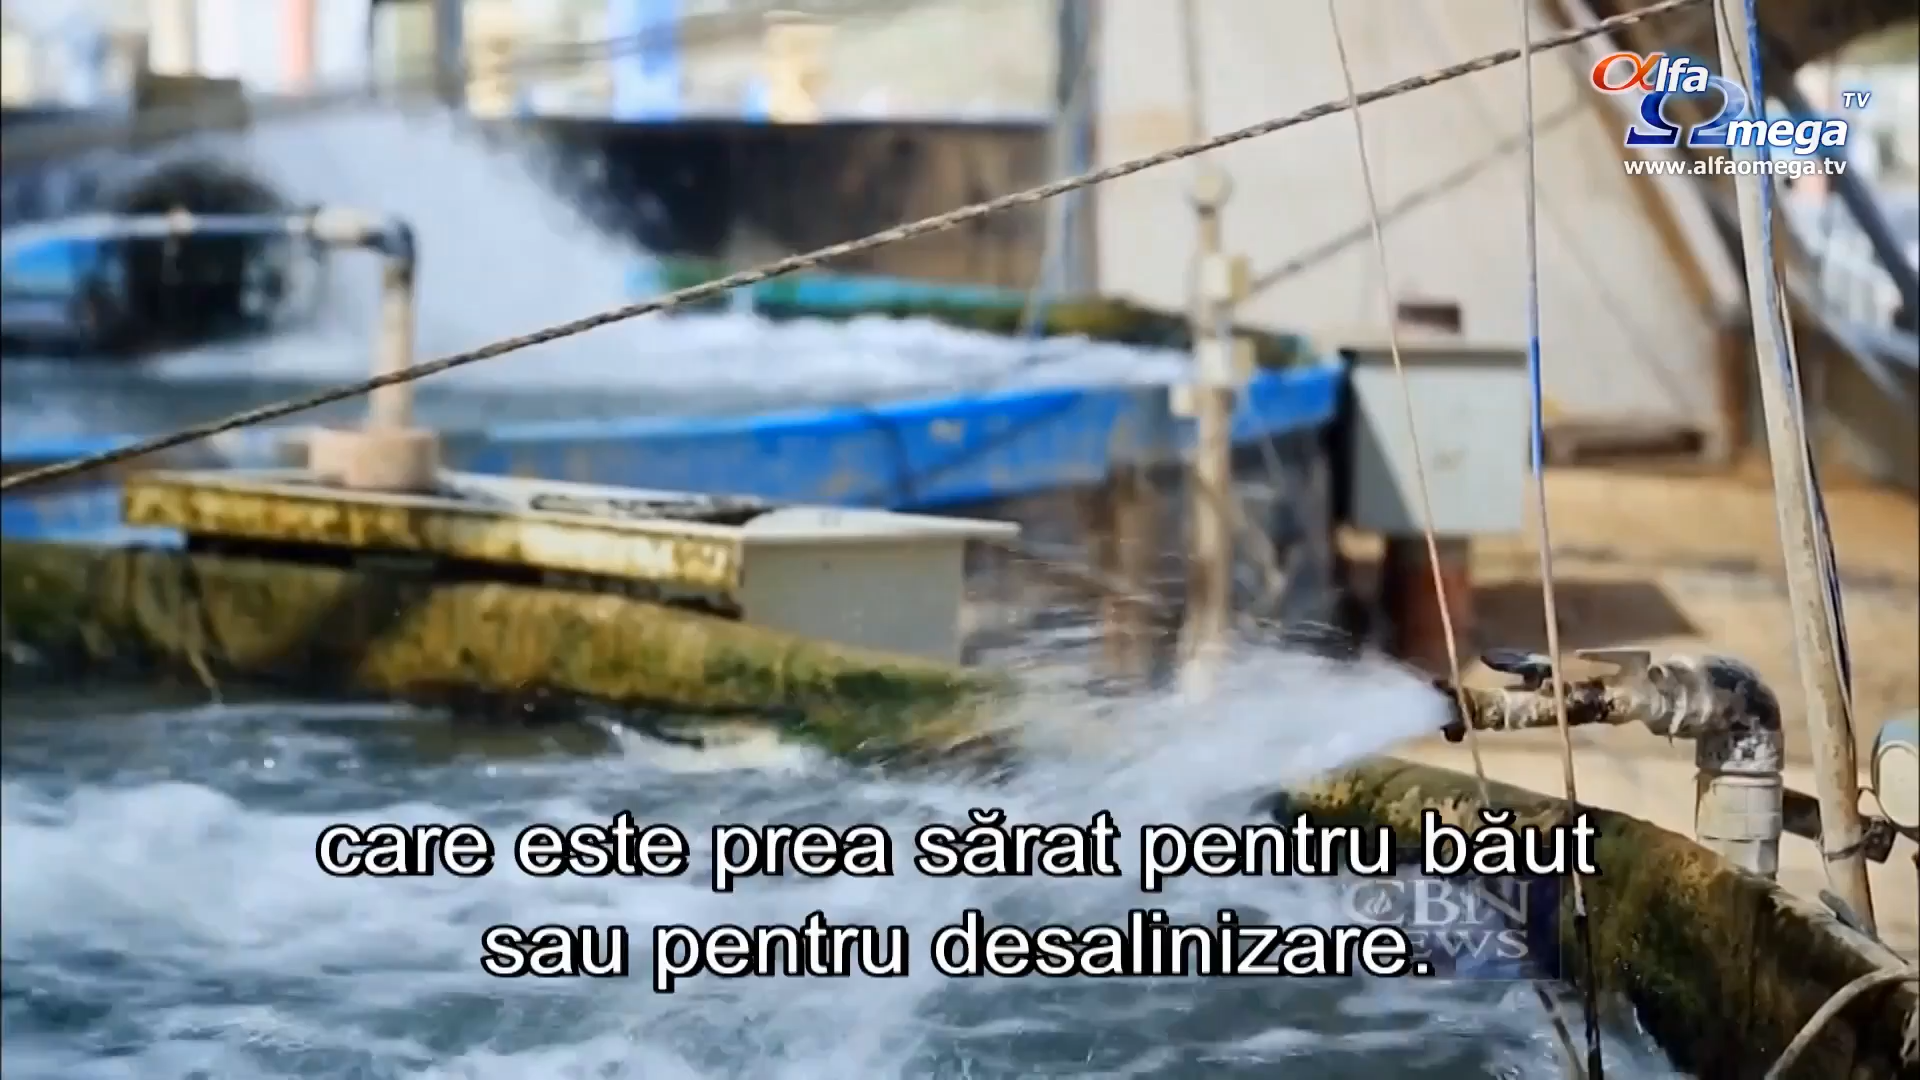 αlfa
Ωmega TV
www.alfaomega.tv
care este prea sărat pentru băut
sau pentru desalinizare.
CBN
NEWS